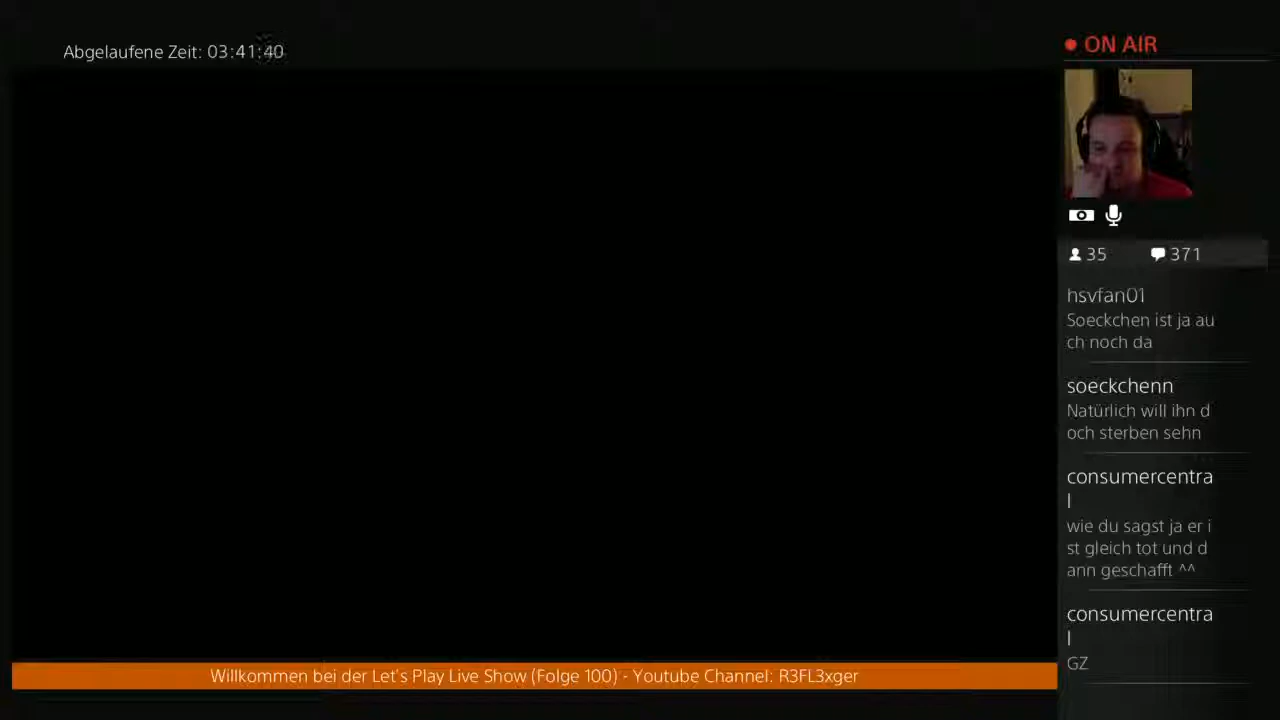 Abgelaufene Zeit: 03:41:40
ON AIR
35 371
hsvfan01
Soeckchen ist ja au
ch noch da
soeckchenn
Natürlich will ihn d
och sterben sehn
consumercentra
l
wie du sagst ja er i
st gleich tot und d
ann geschafft ^^
consumercentra
l
GZ
Willkommen bei der Let's Play Live Show (Folge 100) - Youtube Channel: R3FL3xger